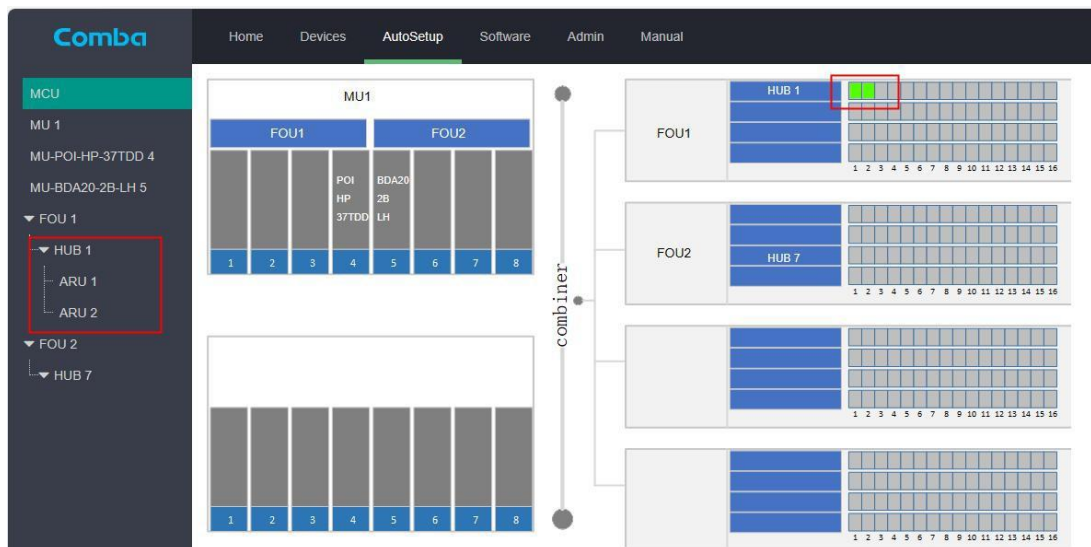 Comba
Home Devices AutoSetup Software Admin Manual
MCU
MU 1
MU-POI-HP-37TDD 4
MU-BDA20-2B-LH 5
FOU 1
HUB 1
ARU 1
ARU 2
FOU 2
HUB 7
MU1
FOU1 FOU2
POI
HP
37TDD
BDA20
2B
LH
1 2 3 4 5 6 7 8
1 2 3 4 5 6 7 8
combiner
FOU1
HUB 1
1 2 3 4 5 6 7 8 9 10 11 12 13 14 15 16
FOU2
HUB 7
1 2 3 4 5 6 7 8 9 10 11 12 13 14 15 16
1 2 3 4 5 6 7 8 9 10 11 12 13 14 15 16
1 2 3 4 5 6 7 8 9 10 11 12 13 14 15 16